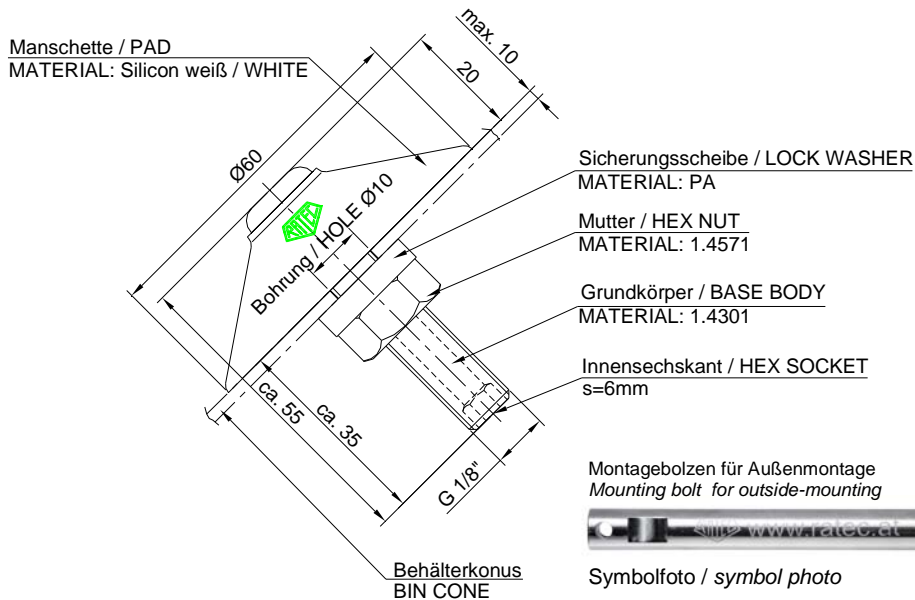 Manschette / PAD
MATERIAL: Silicon weiß / WHITE
max. 10
20
Ø60
RATEC
Bohrung / HOLE Ø10
Sicherungsscheibe / LOCK WASHER
MATERIAL: PA
Mutter / HEX NUT
MATERIAL: 1.4571
Grundkörper / BASE BODY
MATERIAL: 1.4301
Innensechskant / HEX SOCKET
s=6mm
ca. 55
ca. 35
G 1/8"
Behälterkonus
BIN CONE
Montagebolzen für Außenmontage
Mounting bolt for outside-mounting
RATEC www.ratec.at
Symbolfoto / symbol photo